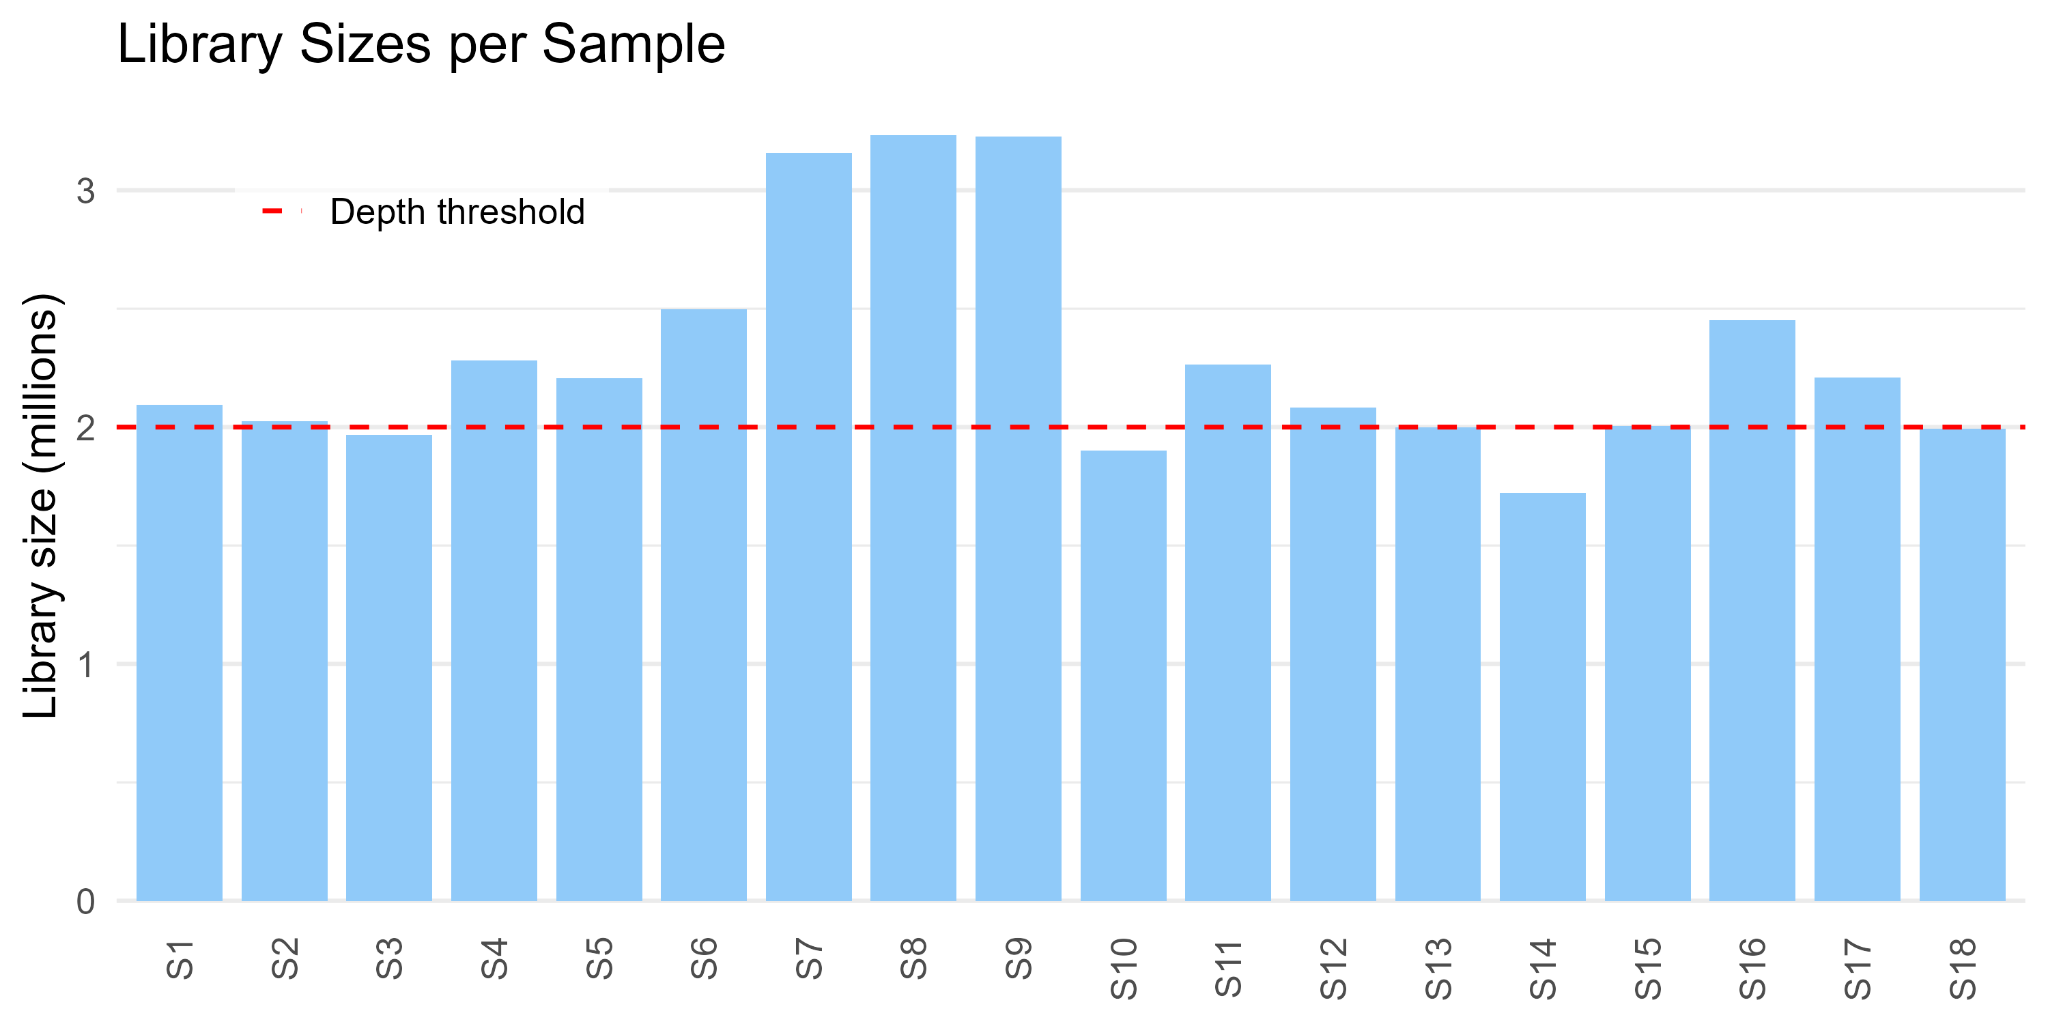 Library Sizes per Sample
Library size (millions)
3
2
1
0
Depth threshold
S1
S2
S3
S4
S5
S6
S7
S8
S9
S10
S11
S12
S13
S14
S15
S16
S17
S18